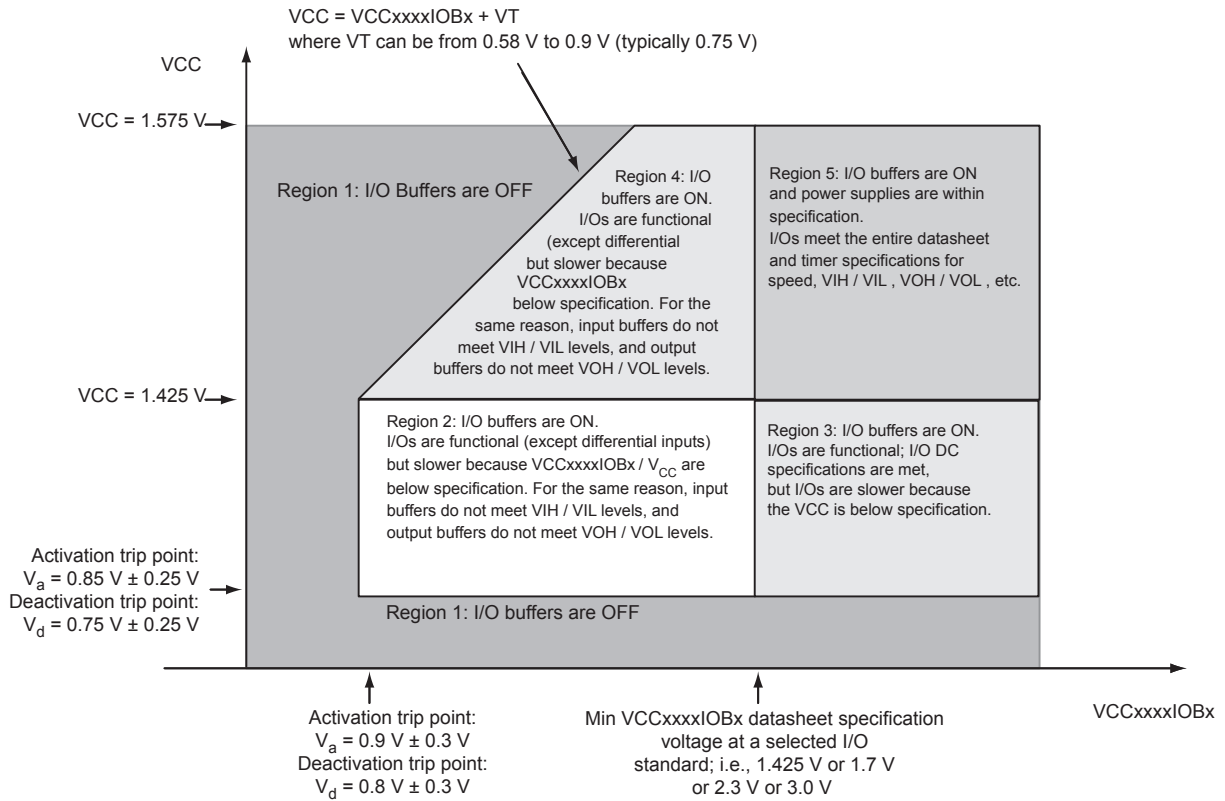 VCC = VCCxxxxIOBx + VT
where VT can be from 0.58 V to 0.9 V (typically 0.75 V)
VCC
VCC = 1.575 V
Region 1: I/O Buffers are OFF
Region 4: I/O
buffers are ON.
I/Os are functional
(except differential
but slower because
VCCxxxxIOBx
below specification. For the
same reason, input buffers do not
meet VIH / VIL levels, and output
buffers do not meet VOH / VOL levels.
Region 5: I/O buffers are ON
and power supplies are within
specification.
I/Os meet the entire datasheet
and timer specifications for
speed, VIH / VIL , VOH / VOL , etc.
VCC = 1.425 V
Region 2: I/O buffers are ON.
I/Os are functional (except differential inputs)
but slower because VCCxxxxIOBx / VCC are
below specification. For the same reason, input
buffers do not meet VIH / VIL levels, and
output buffers do not meet VOH / VOL levels.
Region 3: I/O buffers are ON.
I/Os are functional; I/O DC
specifications are met,
but I/Os are slower because
the VCC is below specification.
Activation trip point:
Va = 0.85 V ± 0.25 V
Deactivation trip point:
Vd = 0.75 V ± 0.25 V
Region 1: I/O buffers are OFF
VCCxxxxIOBx
Activation trip point:
Va = 0.9 V ± 0.3 V
Deactivation trip point:
Vd = 0.8 V ± 0.3 V
Min VCCxxxxIOBx datasheet specification
voltage at a selected I/O
standard; i.e., 1.425 V or 1.7 V
or 2.3 V or 3.0 V